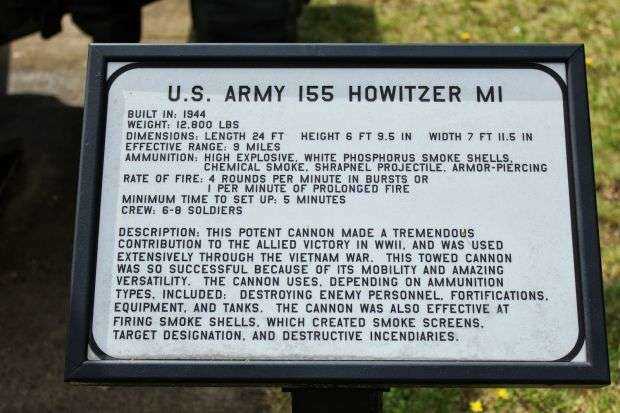 U.S. ARMY 155 HOWITZER M1
BUILT IN: 1944
WEIGHT: 12,800 LBS
DIMENSIONS: LENGTH 24 FT HEIGHT 6 FT 9.5 IN WIDTH 7 FT 11.5 IN
EFFECTIVE RANGE: 9 MILES
AMMUNITION: HIGH EXPLOSIVE, WHITE PHOSPHORUS SMOKE SHELLS,
CHEMICAL SMOKE, SHRAPNEL PROJECTILE, ARMOR-PIERCING
RATE OF FIRE: 4 ROUNDS PER MINUTE IN BURSTS OR
1 PER MINUTE OF PROLONGED FIRE
MINIMUM TIME TO SET UP: 5 MINUTES
CREW: 6-8 SOLDIERS
DESCRIPTION: THIS POTENT CANNON MADE A TREMENDOUS
CONTRIBUTION TO THE ALLIED VICTORY IN WWII, AND WAS USED
EXTENSIVELY THROUGH THE VIETNAM WAR. THIS TOWED CANNON
WAS SO SUCCESSFUL BECAUSE OF ITS MOBILITY AND AMAZING
VERSATILITY. THE CANNON USES, DEPENDING ON AMMUNITION
TYPES, INCLUDED: DESTROYING ENEMY PERSONNEL, FORTIFICATIONS,
EQUIPMENT, AND TANKS. THE CANNON WAS ALSO EFFECTIVE AT
FIRING SMOKE SHELLS, WHICH CREATED SMOKE SCREENS,
TARGET DESIGNATION, AND DESTRUCTIVE INCENDIARIES.